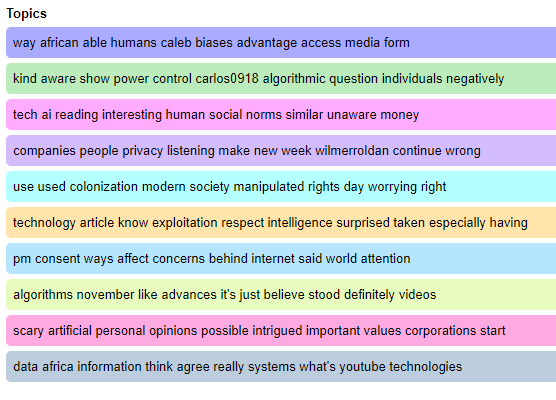 Topics
way african able humans caleb biases advantage access media form
kind aware show power control carlos0918 algorithmic question individuals negatively
tech ai reading interesting human social norms similar unaware money
companies people privacy listening make new week wilmerroldan continue wrong
use used colonization modern society manipulated rights day worrying right
technology article know exploitation respect intelligence surprised taken especially having
pm consent ways affect concerns behind internet said world attention
algorithms november like advances it's just believe stood definitely videos
scary artificial personal opinions possible intrigued important values corporations start
data africa information think agree really systems what's youtube technologies